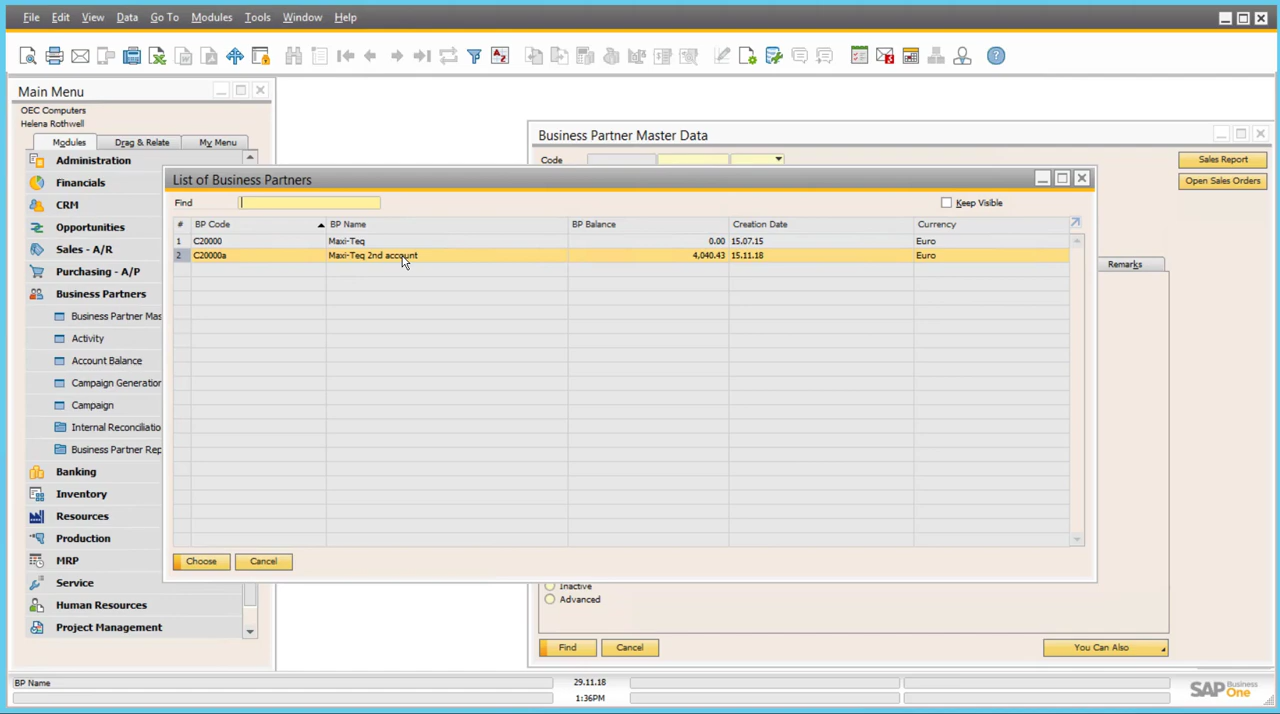 File Edit View Data Go To Modules Tools Window Help
Main Menu
OEC Computers
Helena Rothwell
Modules Drag & Relate My Menu
Administration
Financials
CRM
Opportunities
Sales - A/R
Purchasing - A/P
Business Partners
Business Partner Mas
Activity
Account Balance
Campaign Generation
Campaign
Internal Reconciliatio
Business Partner Rep
Banking
Inventory
Resources
Production
MRP
Service
Human Resources
Project Management
Business Partner Master Data
Code
Sales Report
Open Sales Orders
List of Business Partners
Find
Keep Visible
# BP Code BP Name BP Balance Creation Date Currency
1 C20000 Maxi-Teq 0.00 15.07.15 Euro
2 C20000a Maxi-Teq 2nd account 4,040.43 15.11.18 Euro
Choose Cancel
Remarks
Inactive
Advanced
Find Cancel You Can Also
BP Name 29.11.18
1:36PM
SAP Business One